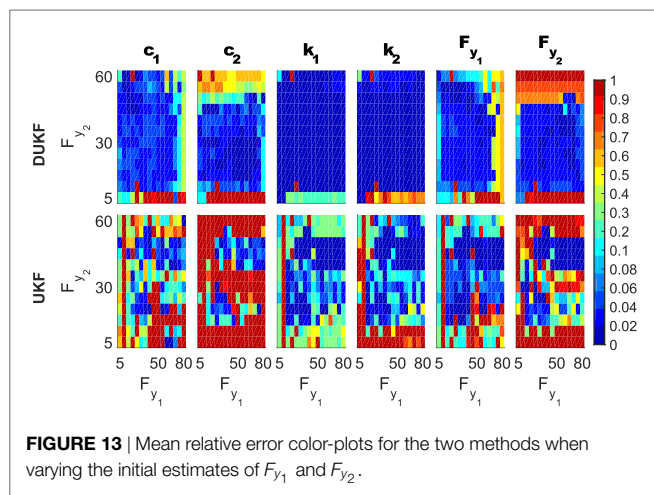 c1 c2 k1 k2 Fy1 Fy2
DUKF
Fy2
60
30
5
UKF
Fy2
60
30
5
5 50 80 5 50 80 5 50 80 5 50 80 5 50 80 5 50 80
Fy1 Fy1 Fy1 Fy1 Fy1 Fy1
1
0.9
0.8
0.7
0.6
0.5
0.4
0.3
0.2
0.1
0.08
0.06
0.04
0.02
0
FIGURE 13 | Mean relative error color-plots for the two methods when
varying the initial estimates of Fy1 and Fy2.